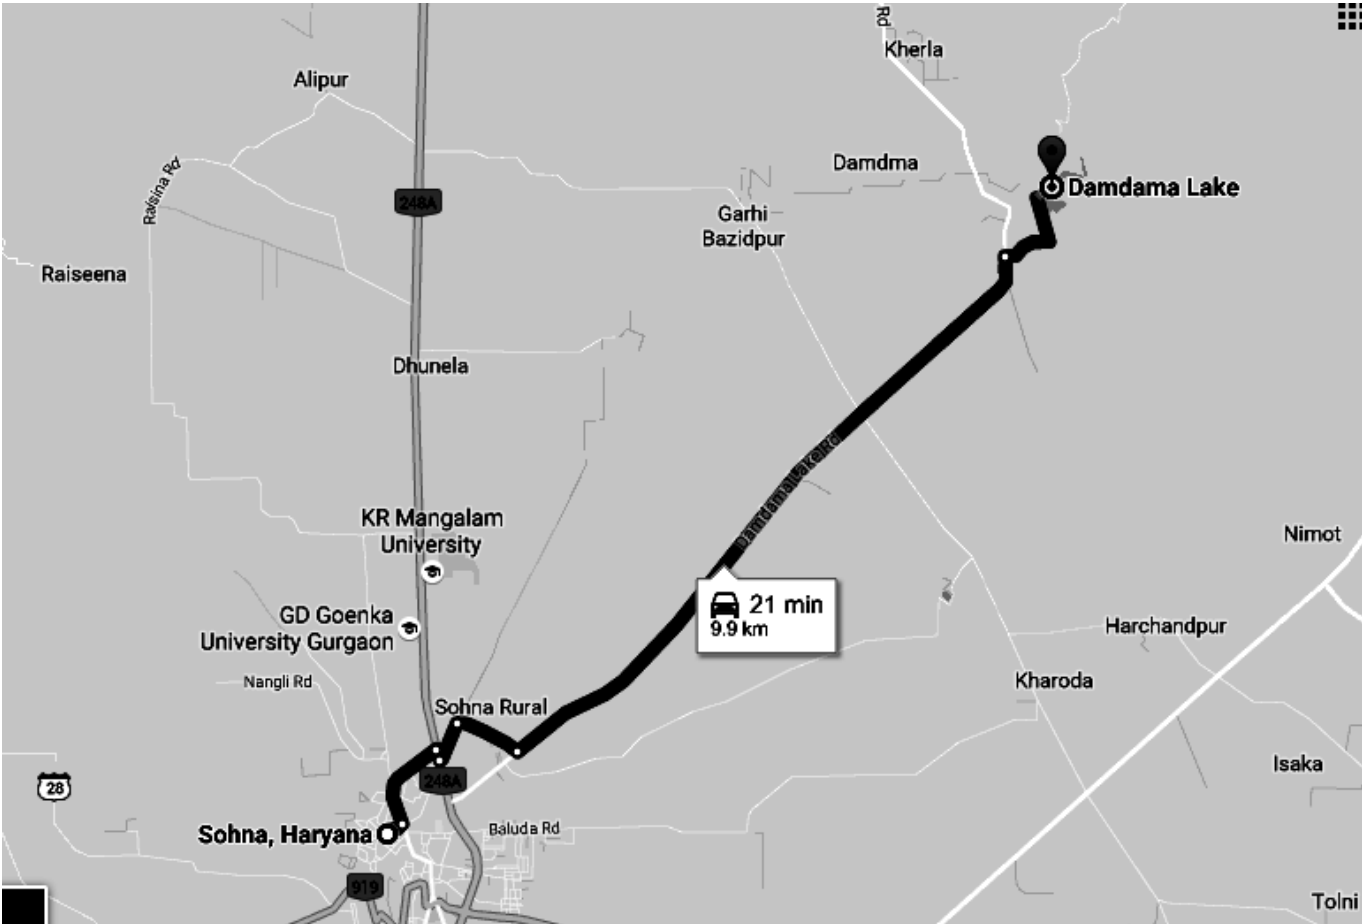 Rd
Kherla
Alipur
Damdma
Raisina Rd
Damdama Lake
248A
Garhi
Bazidpur
Raiseena
Dhunela
Damdama Lake Rd
KR Mangalam
University
Nimot
21 min
9.9 km
GD Goenka
University Gurgaon
Harchandpur
Nangli Rd
Kharoda
Sohna Rural
Isaka
28
248A
Sohna, Haryana
Baluda Rd
919
Tolni